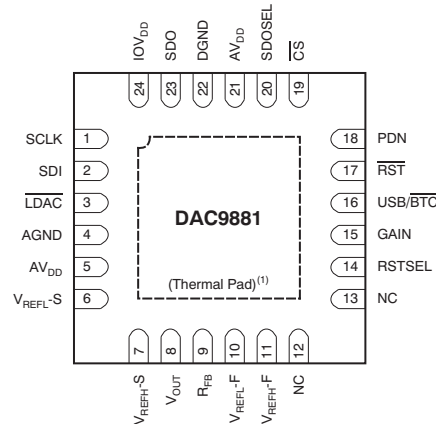 IOVDD
SDO
DGND
AVDD
SDOSEL
CS
24
23
22
21
20
19
SCLK 1
SDI 2
LDAC 3
AGND 4
AVDD 5
VREFL-S 6
DAC9881
(Thermal Pad)(1)
18 PDN
17 RST
16 USB/BTC
15 GAIN
14 RSTSEL
13 NC
7
8
9
10
11
12
VREFH-S
VOUT
RFB
VREFL-F
VREFH-F
NC